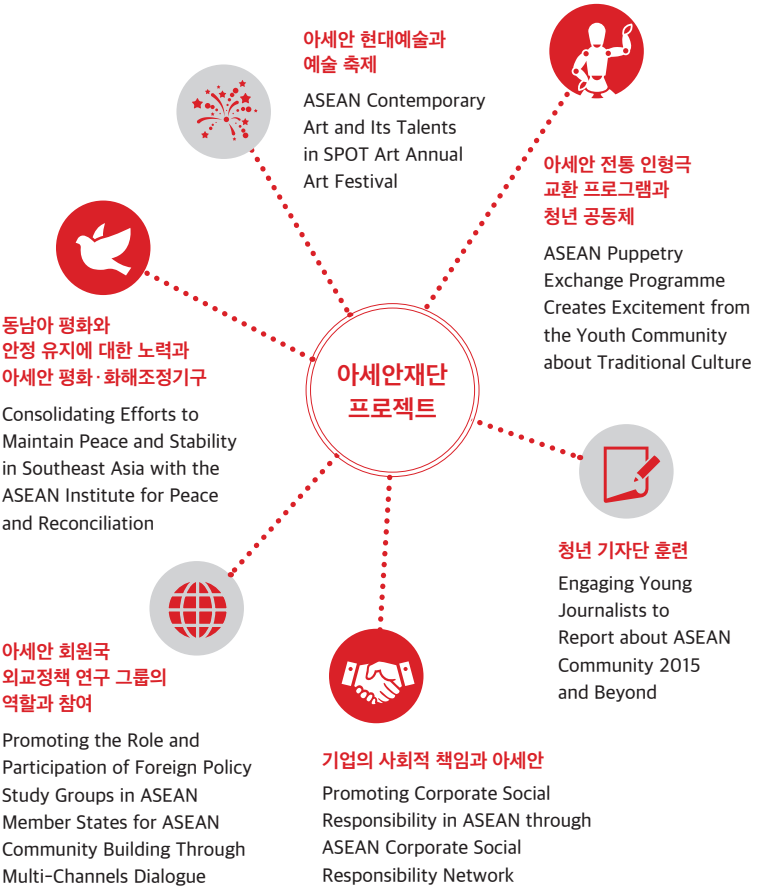 아세안 현대예술과
예술 축제
ASEAN Contemporary
Art and Its Talents
in SPOT Art Annual
Art Festival
아세안 전통 인형극
교환 프로그램과
청년 공동체
ASEAN Puppetry
Exchange Programme
Creates Excitement from
the Youth Community
about Traditional Culture
동남아 평화와
안정 유지에 대한 노력과
아세안 평화·화해조정기구
Consolidating Efforts to
Maintain Peace and Stability
in Southeast Asia with the
ASEAN Institute for Peace
and Reconciliation
아세안재단
프로젝트
청년 기자단 훈련
Engaging Young
Journalists to
Report about ASEAN
Community 2015
and Beyond
아세안 회원국
외교정책 연구 그룹의
역할과 참여
Promoting the Role and
Participation of Foreign Policy
Study Groups in ASEAN
Member States for ASEAN
Community Building Through
Multi-Channels Dialogue
기업의 사회적 책임과 아세안
Promoting Corporate Social
Responsibility in ASEAN through
ASEAN Corporate Social
Responsibility Network